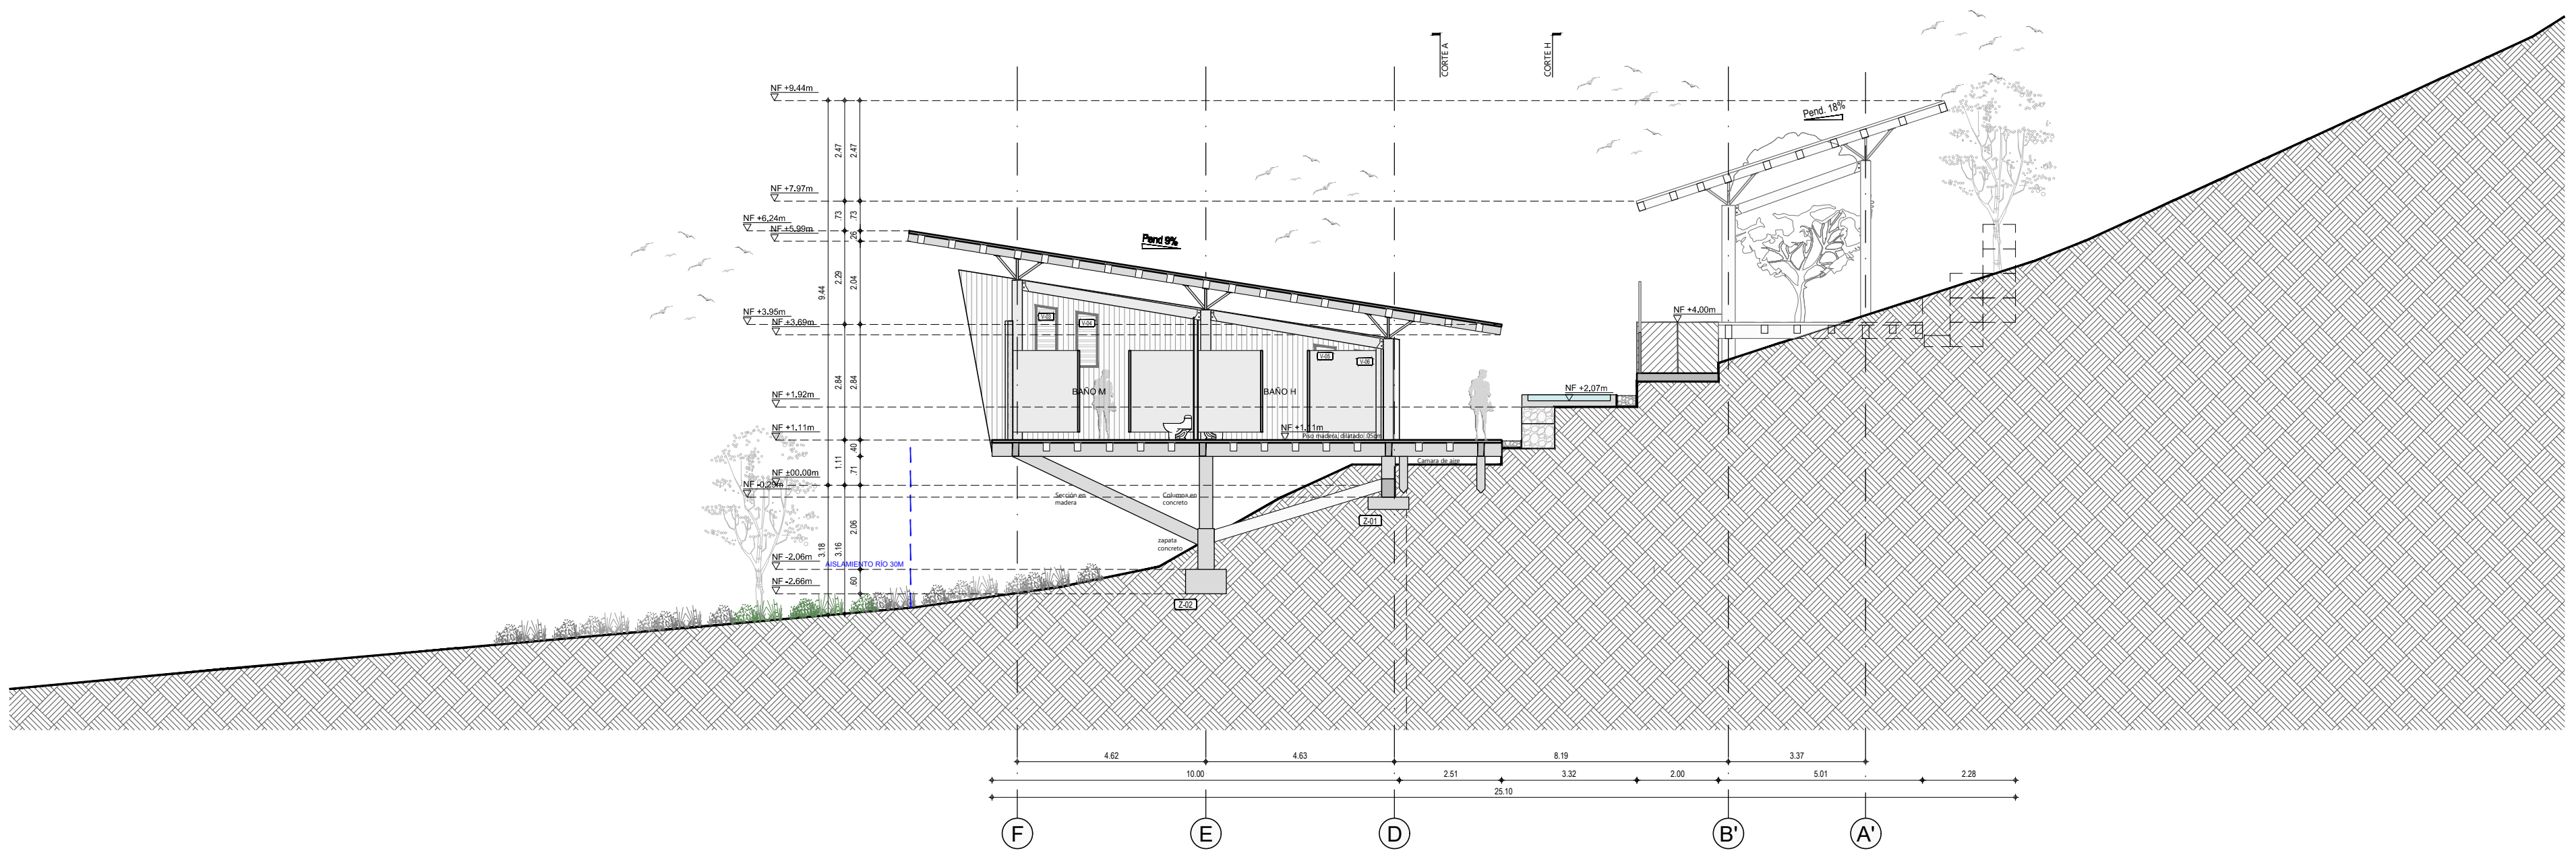 CORTE A
CORTE H
NF +9.44m
Pend. 18%
2.47
2.47
NF +7.97m
.73
.73
NF +6.24m
NF +5.99m
.26
Pend 9%
9.44
2.29
2.04
NF +3.95m
NF +3.69m
V-03
V-04
NF +4.00m
V-05
V-06
2.84
2.84
BAÑO M
BAÑO H
NF +2.07m
NF +1.92m
NF +1.11m
NF +1.11m
Piso madera, dilatado .05cm
.40
1.11
.71
Camara de aire
NF ±00.00m
NF -0.29m
Sección en
madera
Columna en
concreto
Z-01
2.06
3.18
3.16
zapata
concreto
NF -2.06m
AISLAMIENTO RÍO 30M
NF -2.66m
.60
Z-02
4.62
4.63
8.19
3.37
10.00
2.51
3.32
2.00
5.01
2.28
25.10
F
E
D
B'
A'